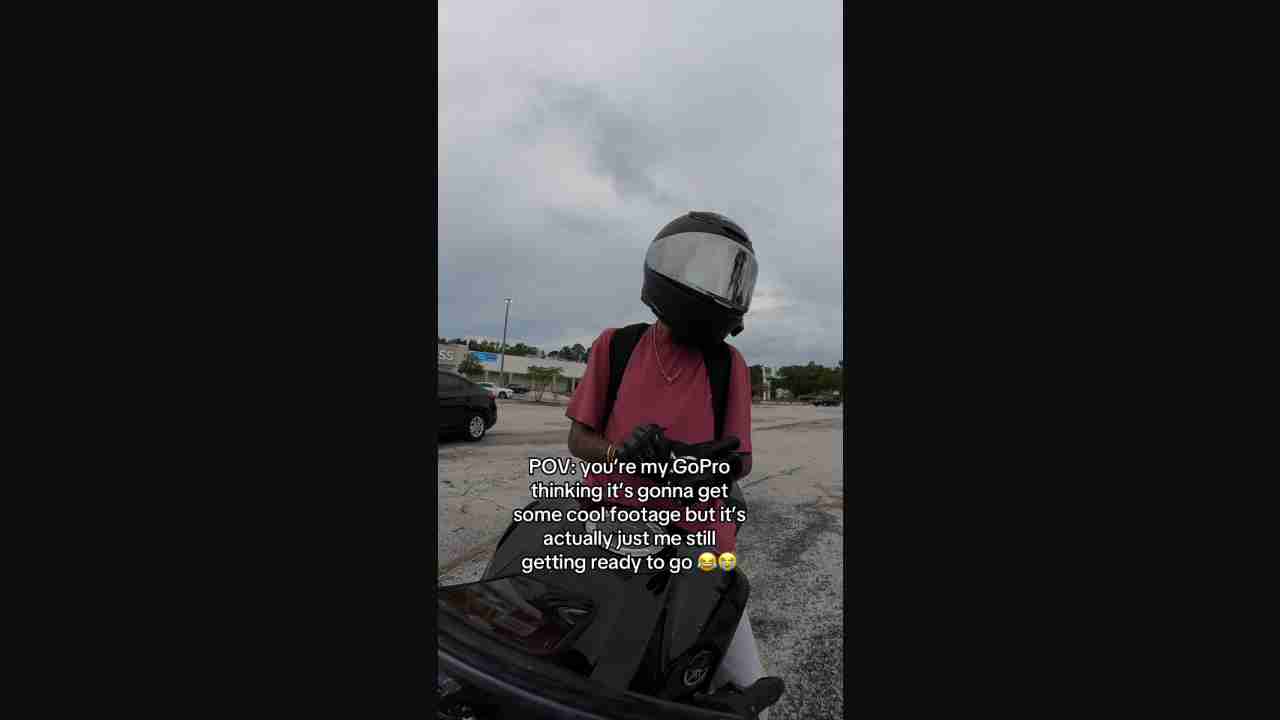 SS
POV: you're my GoPro
thinking it's gonna get
some cool footage but it's
actually just me still
getting ready to go 😂😭